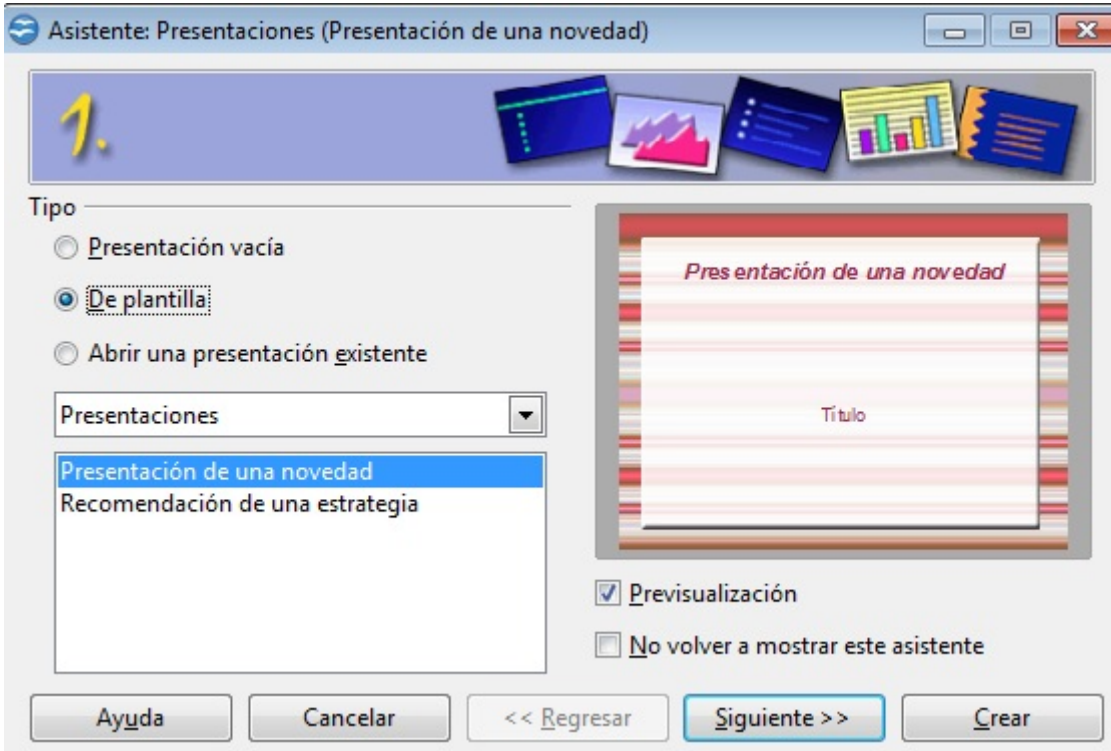 Asistente: Presentaciones (Presentación de una novedad)
1.
Tipo
Presentación vacía
De plantilla
Abrir una presentación existente
Presentaciones
Presentación de una novedad
Recomendación de una estrategia
Presentación de una novedad
Título
Previsualización
No volver a mostrar este asistente
Ayuda
Cancelar
<< Regresar
Siguiente >>
Crear